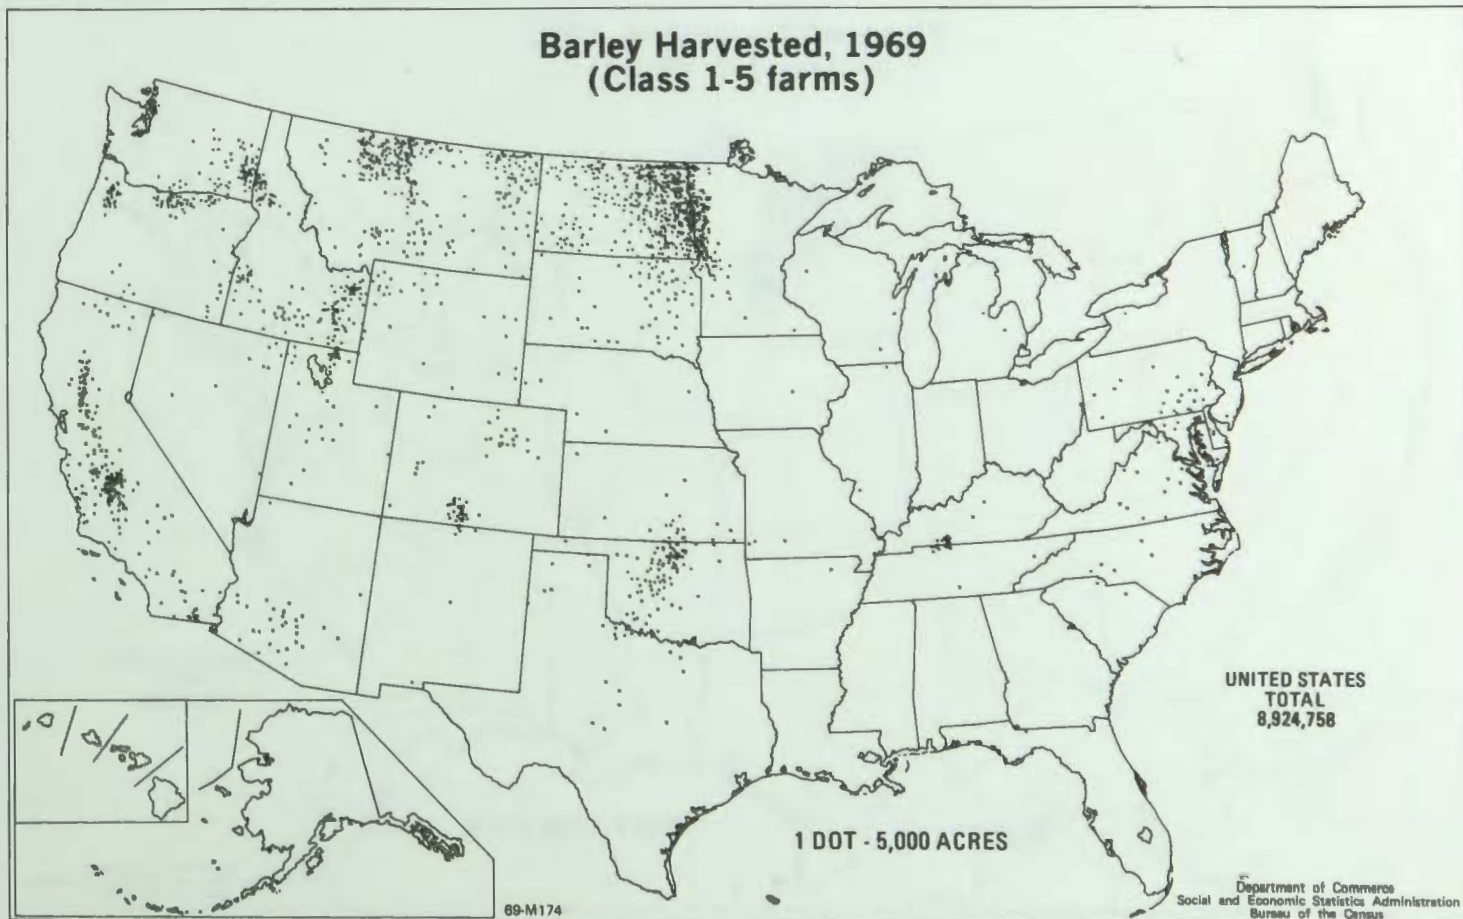 Barley Harvested, 1969
(Class 1-5 farms)
UNITED STATES
TOTAL
8,924,758
1 DOT - 5,000 ACRES
69-M174
Department of Commerce
Social and Economic Statistics Administration
Bureau of the Census